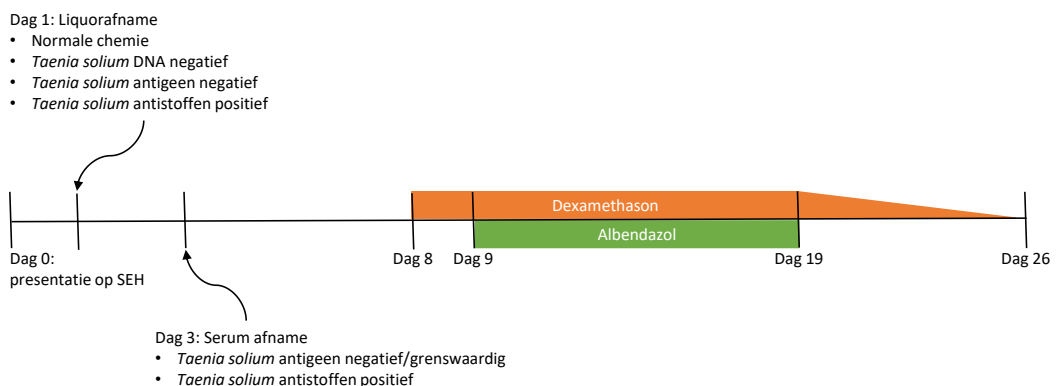 Dag 1: Liquorafname
• Normale chemie
• Taenia solium DNA negatief
• Taenia solium antigeen negatief
• Taenia solium antistoffen positief
Dexamethason
Albendazol
Dag 0:
presentatie op SEH
Dag 8
Dag 9
Dag 19
Dag 26
Dag 3: Serum afname
• Taenia solium antigeen negatief/grenswaardig
• Taenia solium antistoffen positief